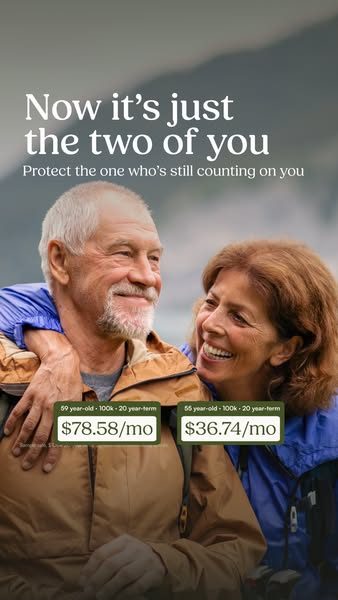 Now it's just
the two of you
Protect the one who's still counting on you
59 year-old • 100k • 20 year-term
55 year-old • 100k • 20 year-term
$78.58/mo
$36.74/mo